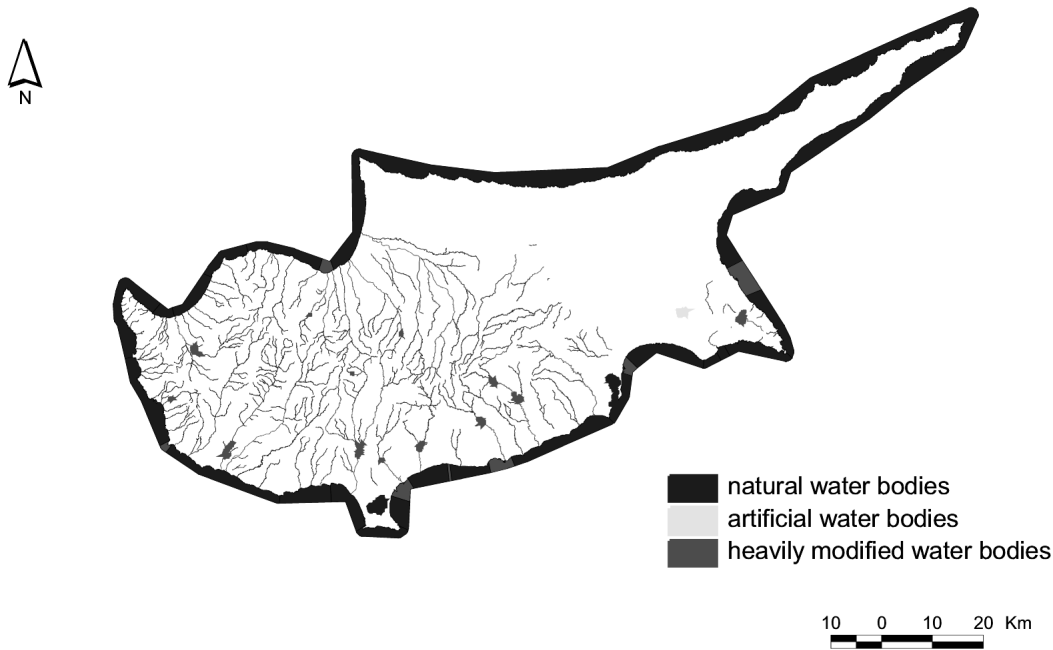 N
natural water bodies
artificial water bodies
heavily modified water bodies
10 0 10 20 Km